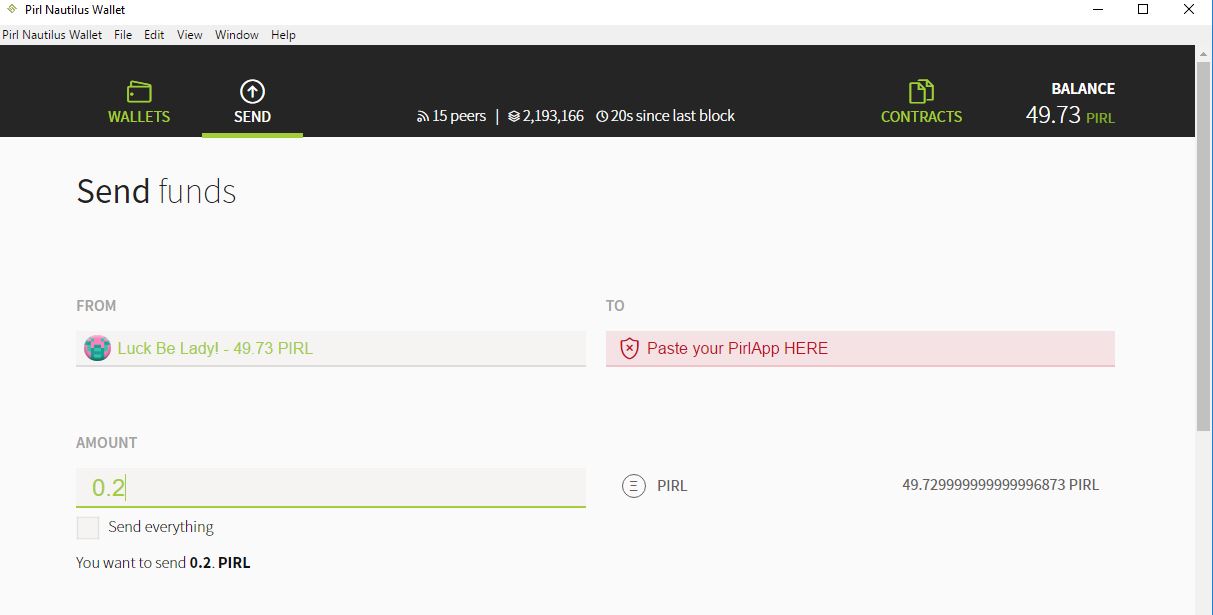 Pirl Nautilus Wallet
Pirl Nautilus Wallet File Edit View Window Help
WALLETS
SEND
15 peers | 2,193,166 20s since last block
CONTRACTS
BALANCE
49.73 PIRL
Send funds
FROM
Luck Be Lady! - 49.73 PIRL
TO
Paste your PirlApp HERE
AMOUNT
0.2
PIRL
49.729999999999996873 PIRL
Send everything
You want to send 0.2. PIRL